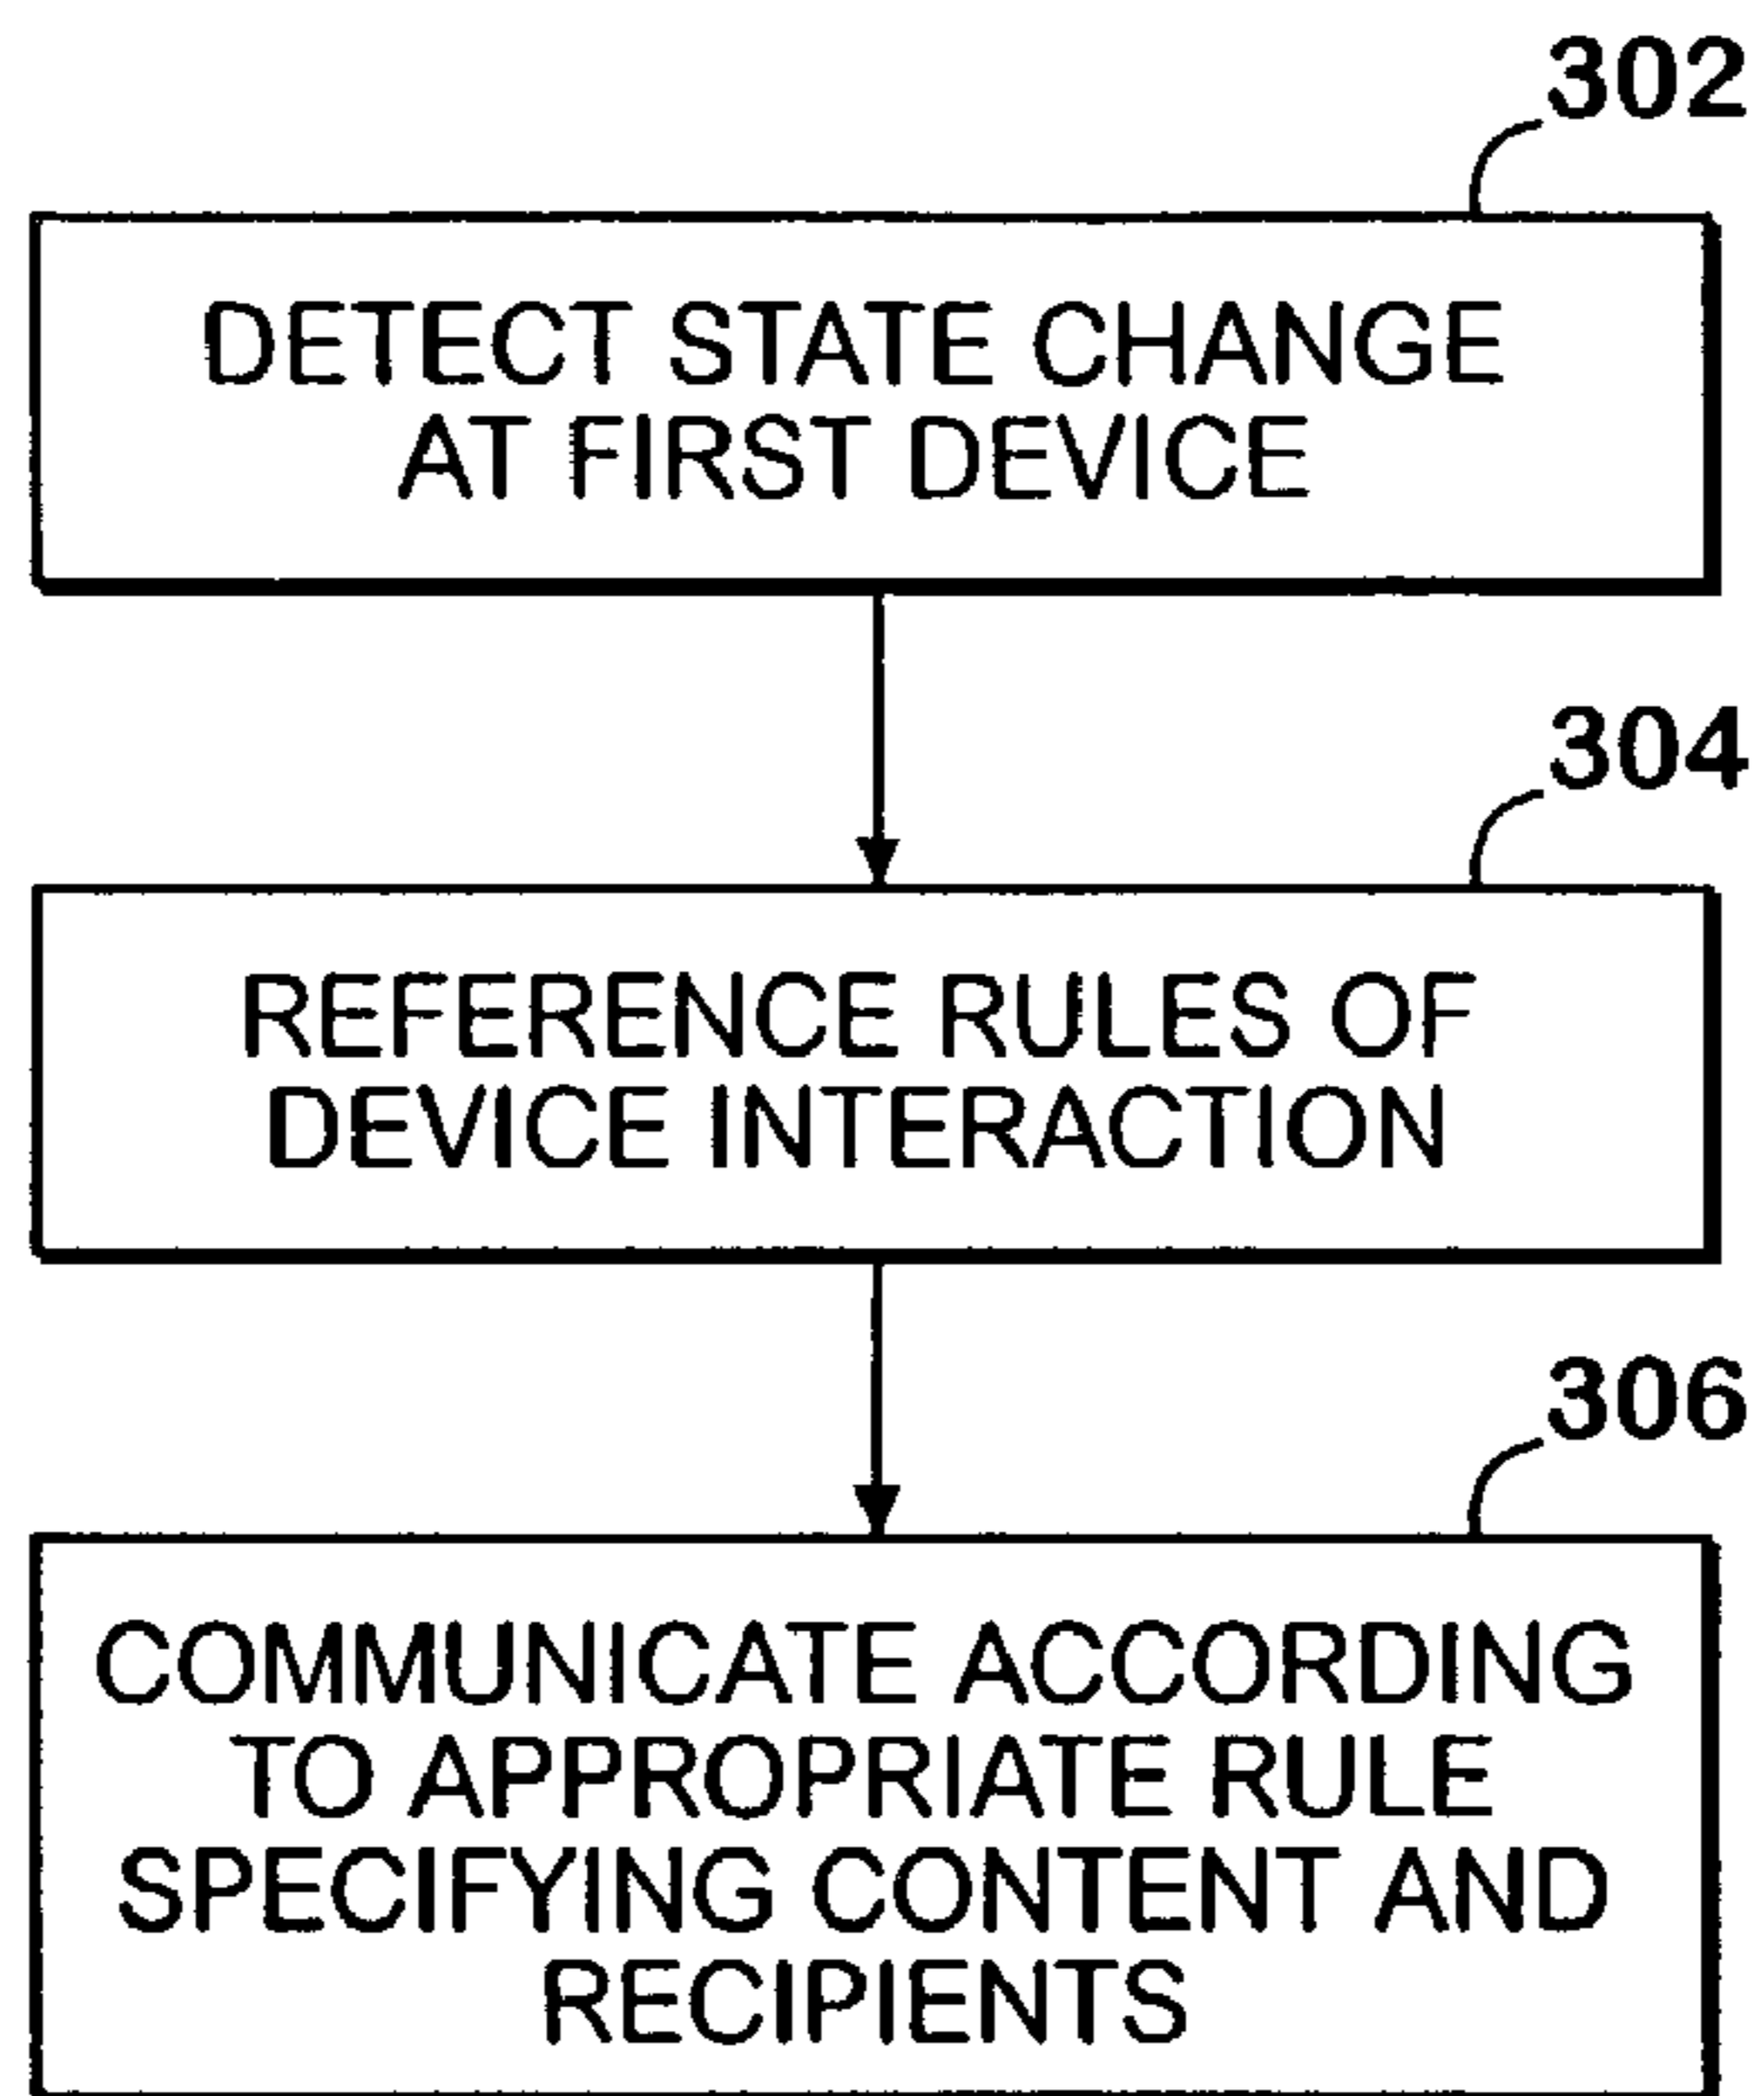 302
DETECT STATE CHANGE
AT FIRST DEVICE
304
REFERENCE RULES OF
DEVICE INTERACTION
306
COMMUNICATE ACCORDING
TO APPROPRIATE RULE
SPECIFYING CONTENT AND
RECIPIENTS